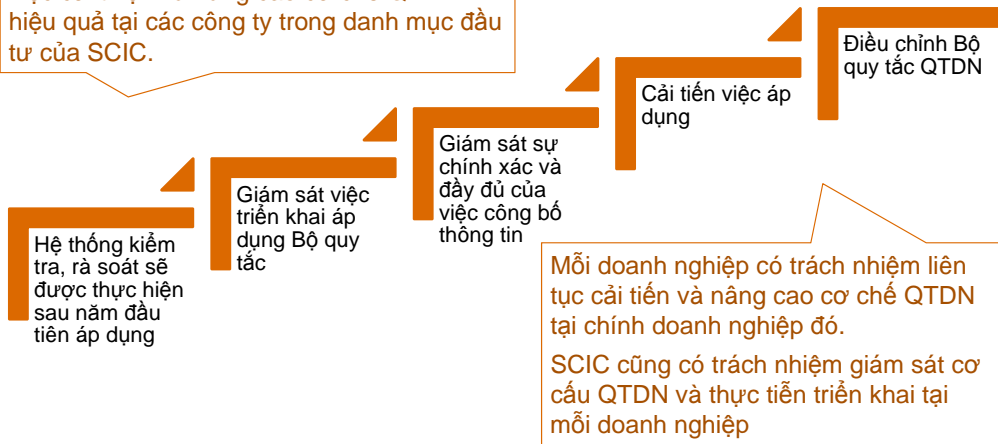 hiệu quả tại các công ty trong danh mục đầu
tư của SCIC.
Điều chỉnh Bộ
quy tắc QTDN
Cải tiến việc áp
dụng
Giám sát sự
chính xác và
đầy đủ của
việc công bố
thông tin
Giám sát việc
triển khai áp
dụng Bộ quy
tắc
Hệ thống kiểm
tra, rà soát sẽ
được thực hiện
sau năm đầu
tiên áp dụng
Mỗi doanh nghiệp có trách nhiệm liên
tục cải tiến và nâng cao cơ chế QTDN
tại chính doanh nghiệp đó.
SCIC cũng có trách nhiệm giám sát cơ
cấu QTDN và thực tiễn triển khai tại
mỗi doanh nghiệp